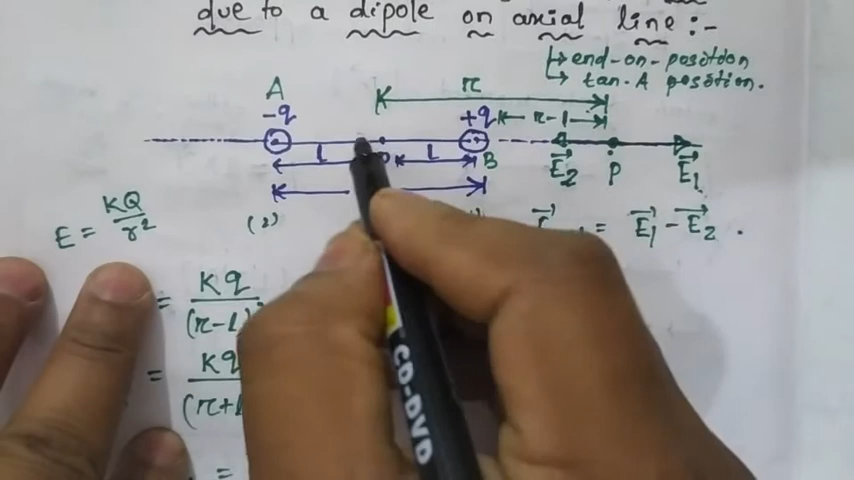 due to a dipole on axial line :-
→ end-on-position
→ tan-A position.
A r
-q +q r-l
l l B E₂ P E₁
E = KQ/r² (2) = E₁ - E₂ .
= Kq/(r-l)
= Kq/(r+l
=
CD-DVD